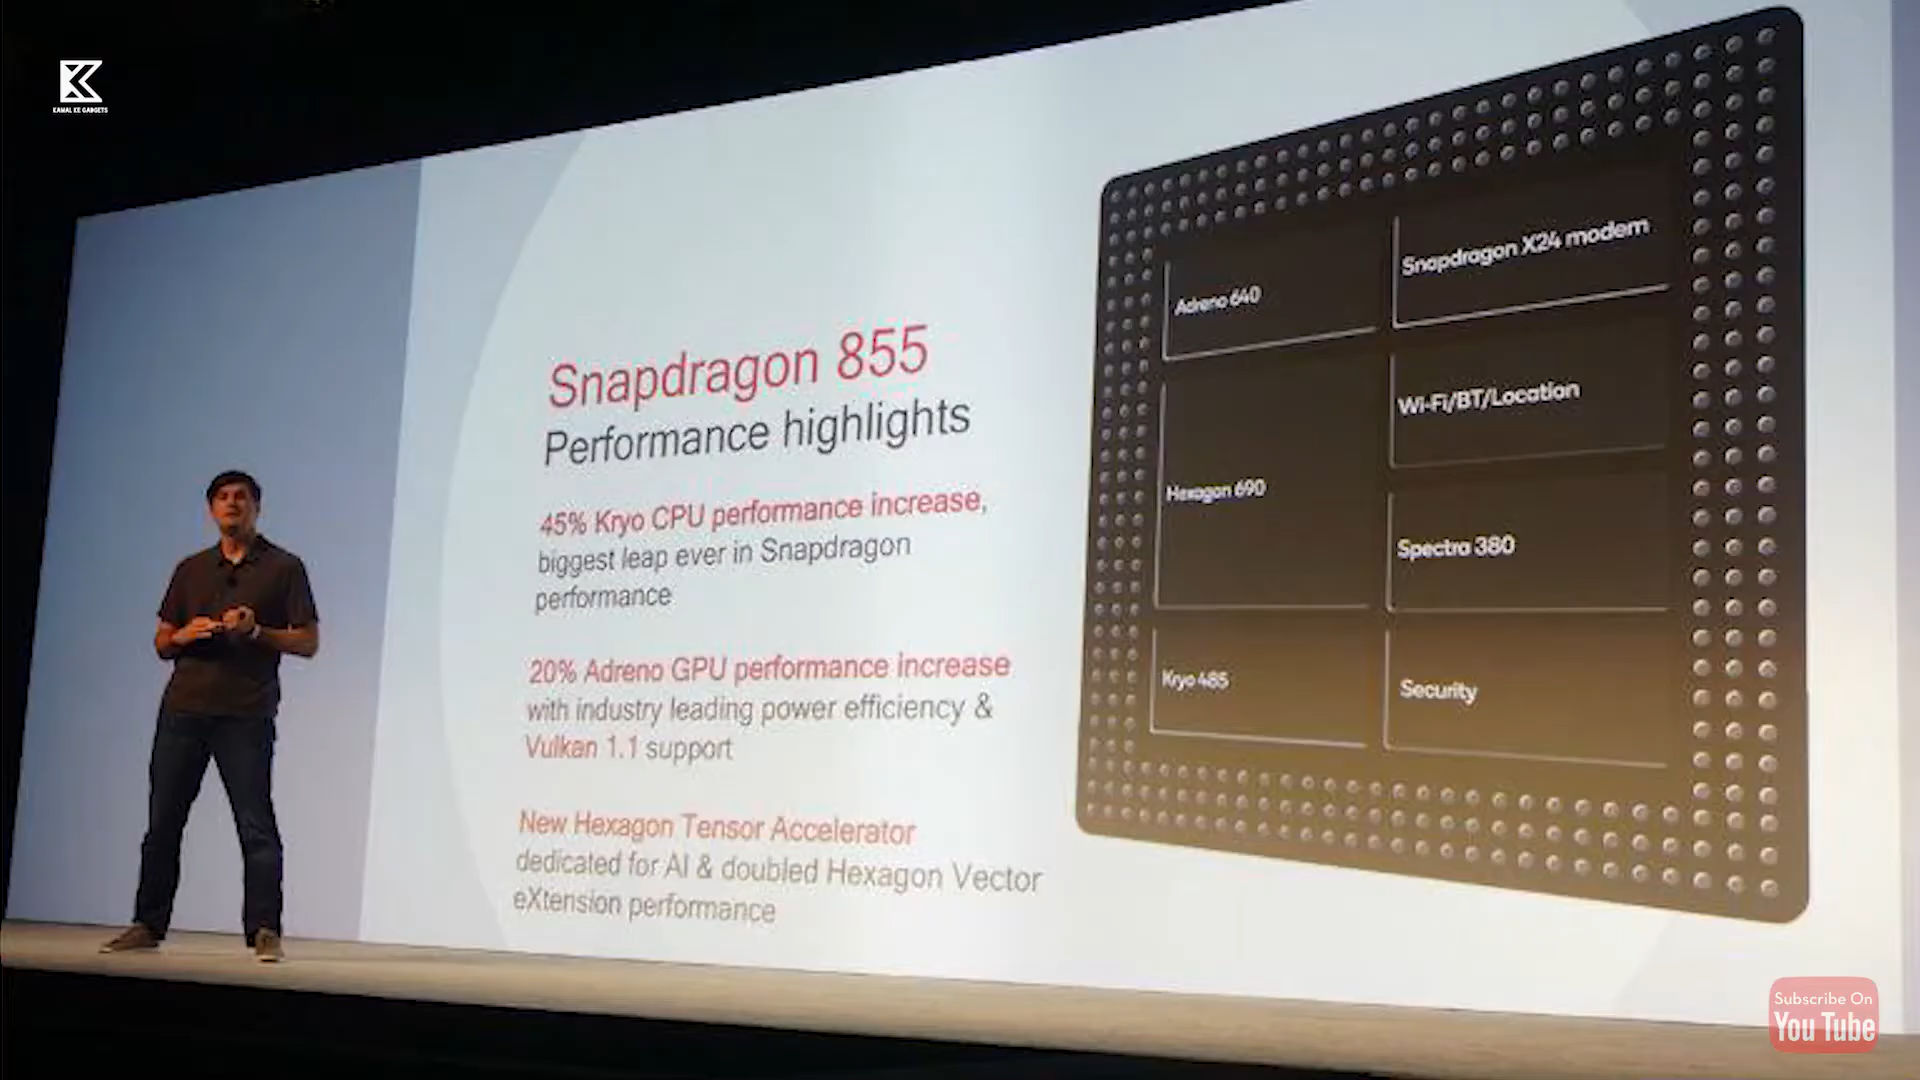 KAMAL KE GADGETS
Snapdragon 855
Performance highlights
45% Kryo CPU performance increase,
biggest leap ever in Snapdragon
performance
20% Adreno GPU performance increase
with industry leading power efficiency &
Vulkan 1.1 support
New Hexagon Tensor Accelerator
dedicated for AI & doubled Hexagon Vector
eXtension performance
Adreno 640
Snapdragon X24 modem
Wi-Fi/BT/Location
Hexagon 690
Spectra 380
Kryo 485
Security
Subscribe On
You Tube